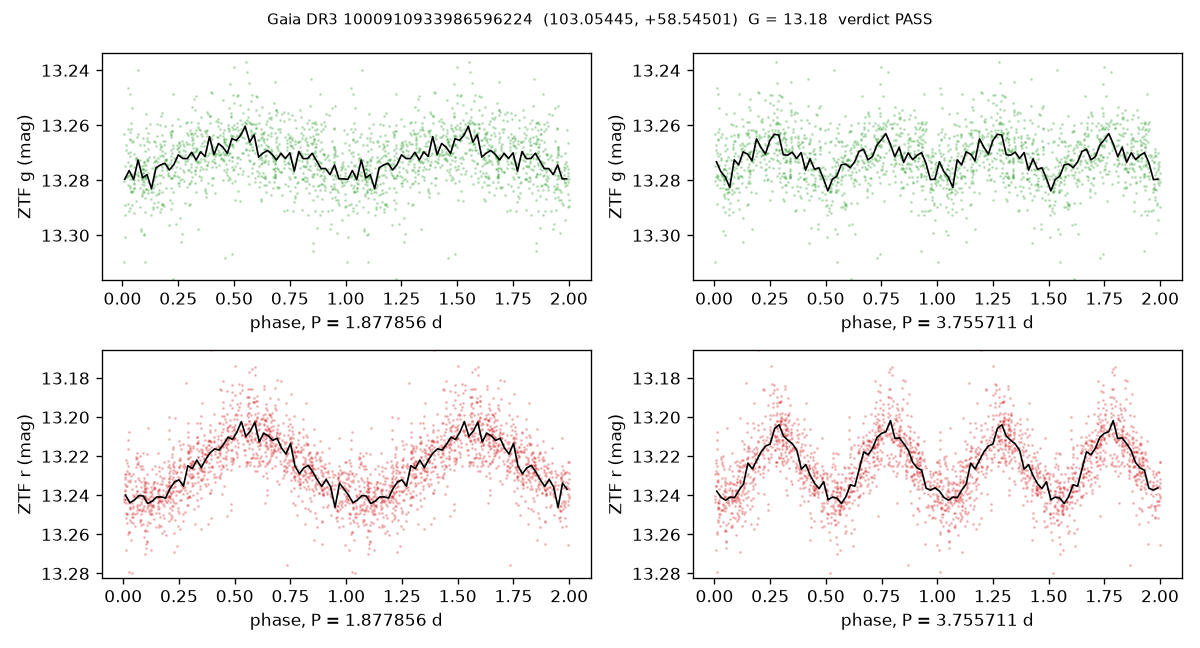 Gaia DR3 1000910933986596224 (103.05445, +58.54501) G = 13.18 verdict PASS
ZTF g (mag)
13.24
13.26
13.28
13.30
0.00 0.25 0.50 0.75 1.00 1.25 1.50 1.75 2.00
phase, P = 1.877856 d
ZTF g (mag)
13.24
13.26
13.28
13.30
0.00 0.25 0.50 0.75 1.00 1.25 1.50 1.75 2.00
phase, P = 3.755711 d
ZTF r (mag)
13.18
13.20
13.22
13.24
13.26
13.28
0.00 0.25 0.50 0.75 1.00 1.25 1.50 1.75 2.00
phase, P = 1.877856 d
ZTF r (mag)
13.18
13.20
13.22
13.24
13.26
13.28
0.00 0.25 0.50 0.75 1.00 1.25 1.50 1.75 2.00
phase, P = 3.755711 d